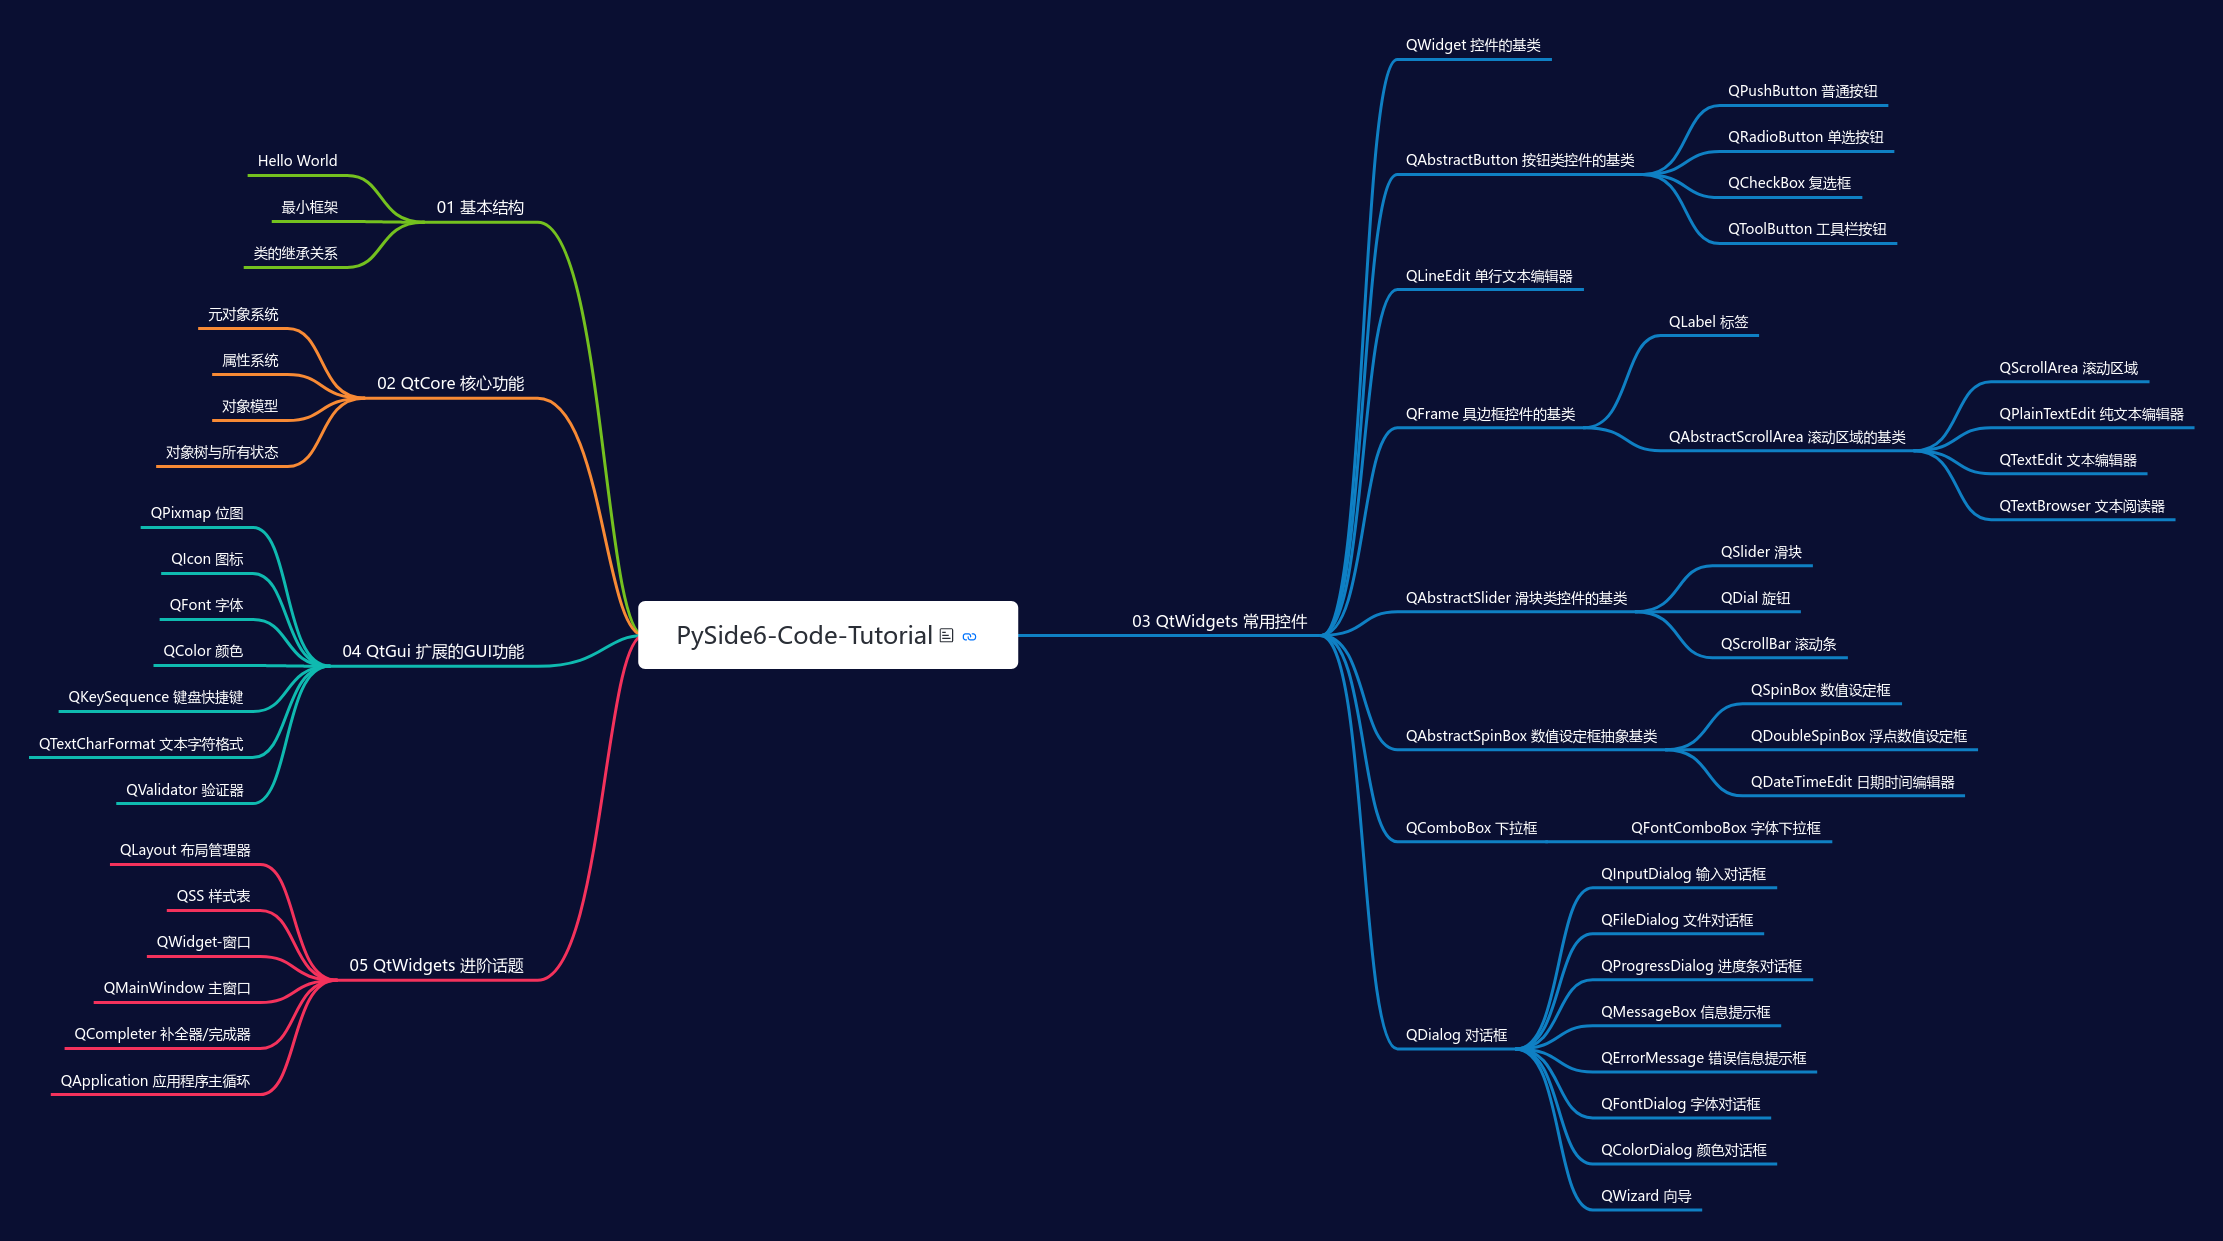 PySide6-Code-Tutorial
01 基本结构
Hello World
最小框架
类的继承关系
02 QtCore 核心功能
元对象系统
属性系统
对象模型
对象树与所有状态
03 QtWidgets 常用控件
QWidget 控件的基类
QAbstractButton 按钮类控件的基类
QPushButton 普通按钮
QRadioButton 单选按钮
QCheckBox 复选框
QToolButton 工具栏按钮
QLineEdit 单行文本编辑器
QFrame 具边框控件的基类
QLabel 标签
QAbstractScrollArea 滚动区域的基类
QScrollArea 滚动区域
QPlainTextEdit 纯文本编辑器
QTextEdit 文本编辑器
QTextBrowser 文本阅读器
QAbstractSlider 滑块类控件的基类
QSlider 滑块
QDial 旋钮
QScrollBar 滚动条
QAbstractSpinBox 数值设定框抽象基类
QSpinBox 数值设定框
QDoubleSpinBox 浮点数值设定框
QDateTimeEdit 日期时间编辑器
QComboBox 下拉框
QFontComboBox 字体下拉框
QDialog 对话框
QInputDialog 输入对话框
QFileDialog 文件对话框
QProgressDialog 进度条对话框
QMessageBox 信息提示框
QErrorMessage 错误信息提示框
QFontDialog 字体对话框
QColorDialog 颜色对话框
QWizard 向导
04 QtGui 扩展的GUI功能
QPixmap 位图
QIcon 图标
QFont 字体
QColor 颜色
QKeySequence 键盘快捷键
QTextCharFormat 文本字符格式
QValidator 验证器
05 QtWidgets 进阶话题
QLayout 布局管理器
QSS 样式表
QWidget-窗口
QMainWindow 主窗口
QCompleter 补全器/完成器
QApplication 应用程序主循环